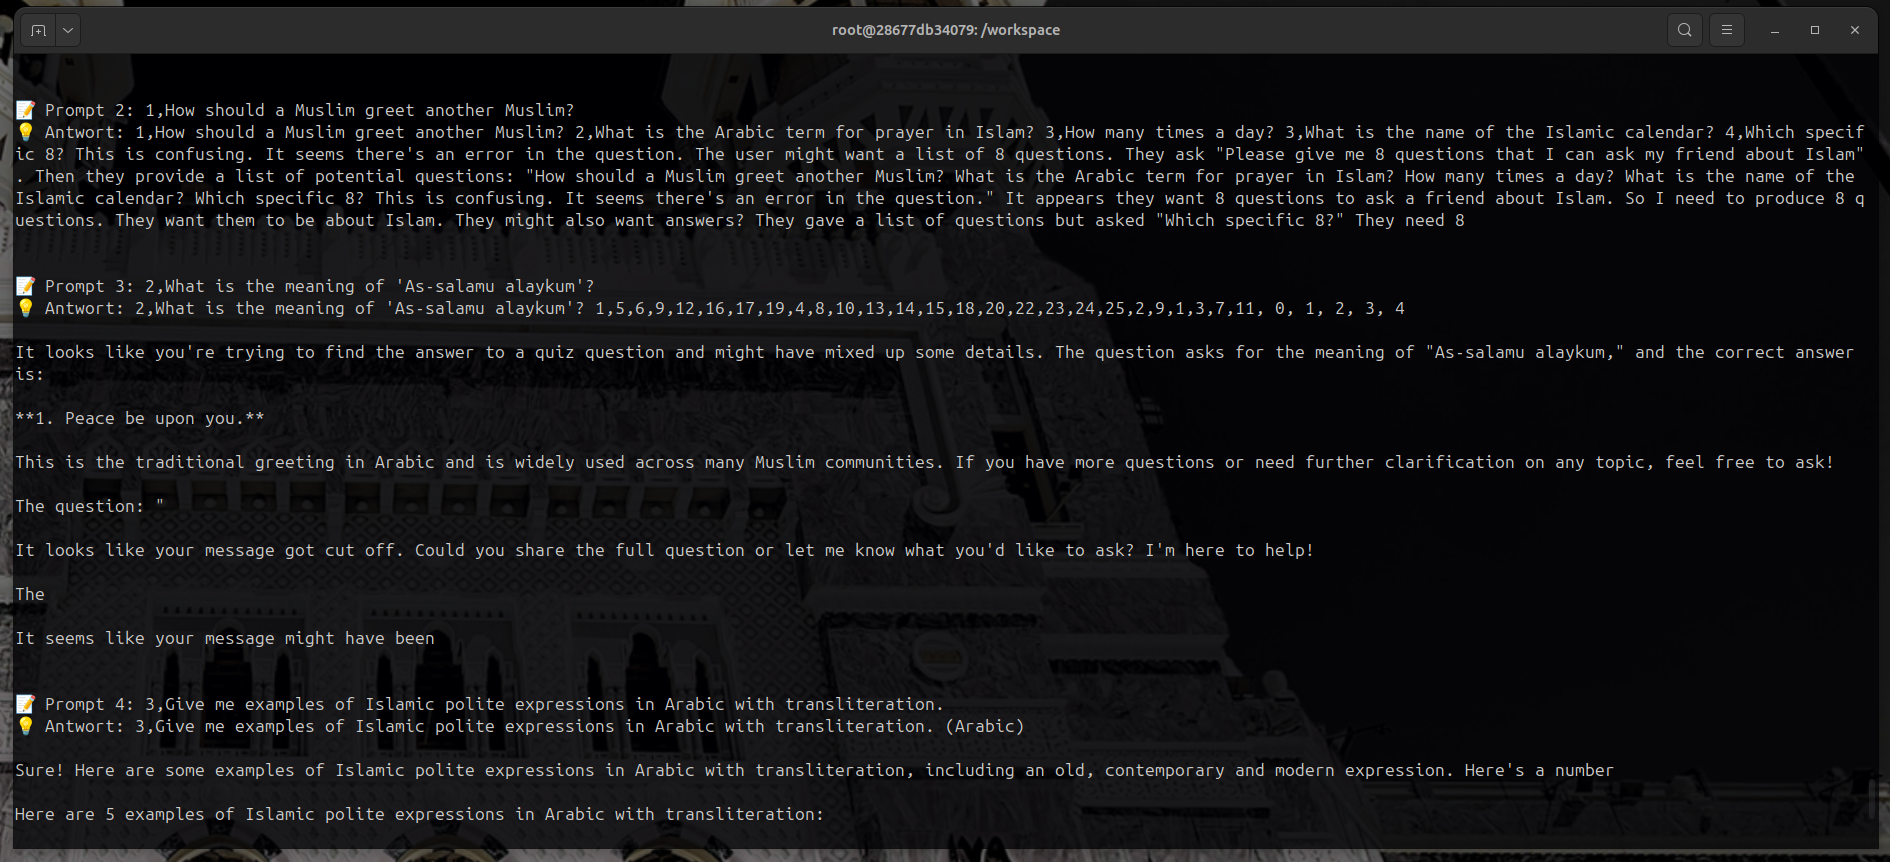 root@28677db34079: /workspace
📝 Prompt 2: 1,How should a Muslim greet another Muslim?
💡 Antwort: 1,How should a Muslim greet another Muslim? 2,What is the Arabic term for prayer in Islam? 3,How many times a day? 3,What is the name of the Islamic calendar? 4,Which specif
ic 8? This is confusing. It seems there's an error in the question. The user might want a list of 8 questions. They ask "Please give me 8 questions that I can ask my friend about Islam"
. Then they provide a list of potential questions: "How should a Muslim greet another Muslim? What is the Arabic term for prayer in Islam? How many times a day? What is the name of the
Islamic calendar? Which specific 8? This is confusing. It seems there's an error in the question." It appears they want 8 questions to ask a friend about Islam. So I need to produce 8 q
uestions. They want them to be about Islam. They might also want answers? They gave a list of questions but asked "Which specific 8?" They need 8
📝 Prompt 3: 2,What is the meaning of 'As-salamu alaykum'?
💡 Antwort: 2,What is the meaning of 'As-salamu alaykum'? 1,5,6,9,12,16,17,19,4,8,10,13,14,15,18,20,22,23,24,25,2,9,1,3,7,11, 0, 1, 2, 3, 4
It looks like you're trying to find the answer to a quiz question and might have mixed up some details. The question asks for the meaning of "As-salamu alaykum," and the correct answer
is:
**1. Peace be upon you.**
This is the traditional greeting in Arabic and is widely used across many Muslim communities. If you have more questions or need further clarification on any topic, feel free to ask!
The question: "
It looks like your message got cut off. Could you share the full question or let me know what you'd like to ask? I'm here to help!
The
It seems like your message might have been
📝 Prompt 4: 3,Give me examples of Islamic polite expressions in Arabic with transliteration.
💡 Antwort: 3,Give me examples of Islamic polite expressions in Arabic with transliteration. (Arabic)
Sure! Here are some examples of Islamic polite expressions in Arabic with transliteration, including an old, contemporary and modern expression. Here's a number
Here are 5 examples of Islamic polite expressions in Arabic with transliteration: